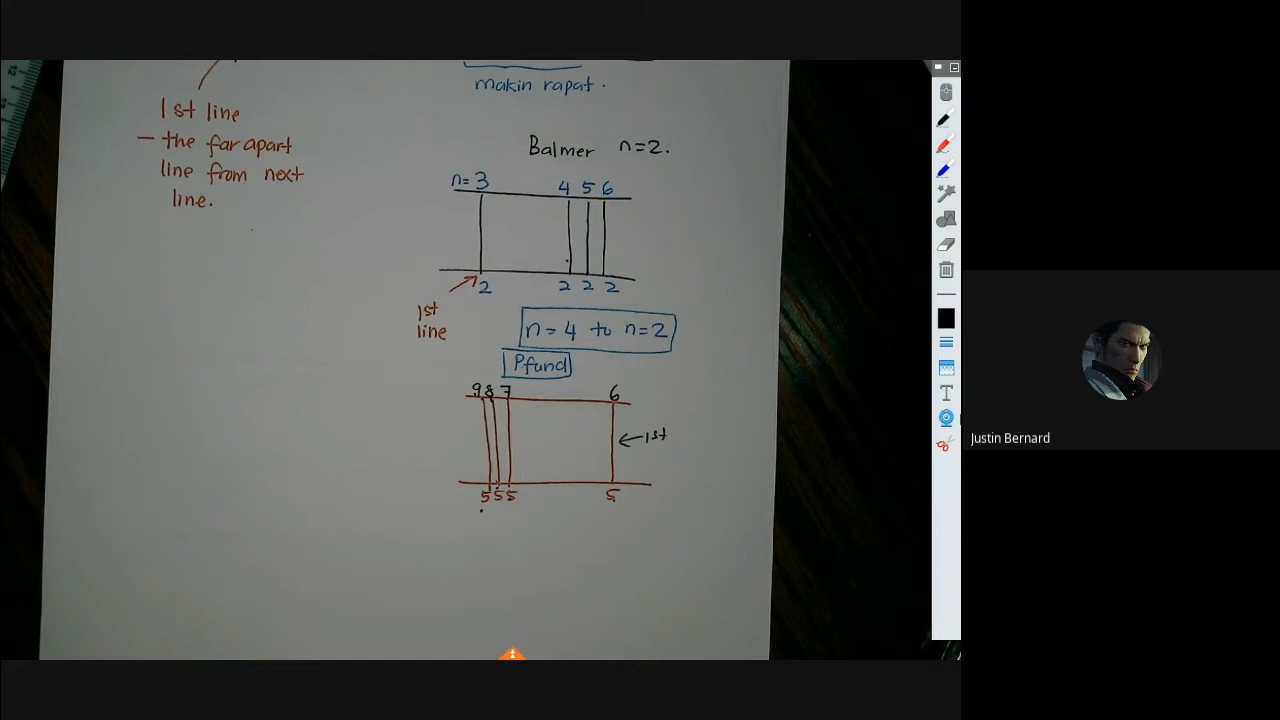 makin rapat.
1st line
– the far apart
line from next
line.
Balmer n=2.
n= 3 4 5 6
2 2 2 2
1st
line
n = 4 to n=2
Pfund
9 8 7 6
←1st
5 5 5 5
Justin Bernard
T
12